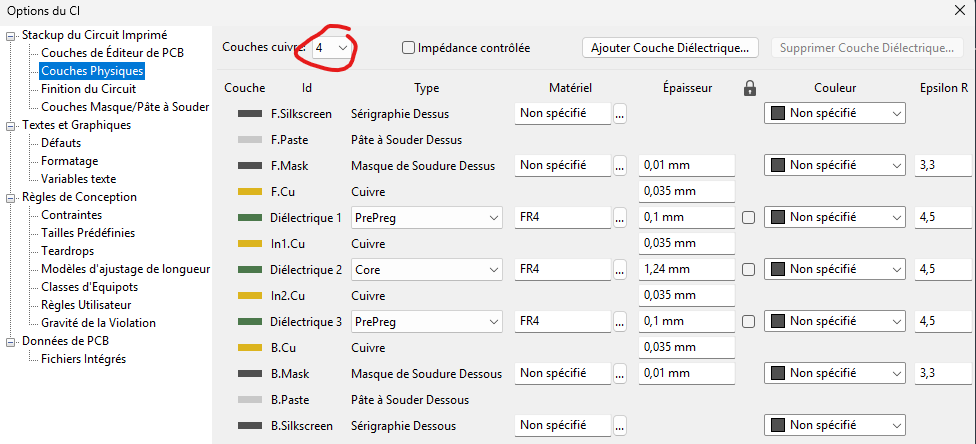 Options du CI
Stackup du Circuit Imprimé
Couches de Éditeur de PCB
Couches Physiques
Finition du Circuit
Couches Masque/Pâte à Souder
Textes et Graphiques
Défauts
Formatage
Variables texte
Règles de Conception
Contraintes
Tailles Prédéfinies
Teardrops
Modèles d'ajustage de longueur
Classes d'Equipots
Règles Utilisateur
Gravité de la Violation
Données de PCB
Fichiers Intégrés
Couches cuivre: 4 Impédance contrôlée Ajouter Couche Diélectrique... Supprimer Couche Diélectrique...
Couche Id Type Matériel Épaisseur Couleur Epsilon R
F.Silkscreen Sérigraphie Dessus Non spécifié ... Non spécifié
F.Paste Pâte à Souder Dessus
F.Mask Masque de Soudure Dessus Non spécifié ... 0,01 mm Non spécifié 3,3
F.Cu Cuivre 0,035 mm
Diélectrique 1 PrePreg FR4 ... 0,1 mm Non spécifié 4,5
In1.Cu Cuivre 0,035 mm
Diélectrique 2 Core FR4 ... 1,24 mm Non spécifié 4,5
In2.Cu Cuivre 0,035 mm
Diélectrique 3 PrePreg FR4 ... 0,1 mm Non spécifié 4,5
B.Cu Cuivre 0,035 mm
B.Mask Masque de Soudure Dessous Non spécifié ... 0,01 mm Non spécifié 3,3
B.Paste Pâte à Souder Dessous
B.Silkscreen Sérigraphie Dessous Non spécifié ... Non spécifié